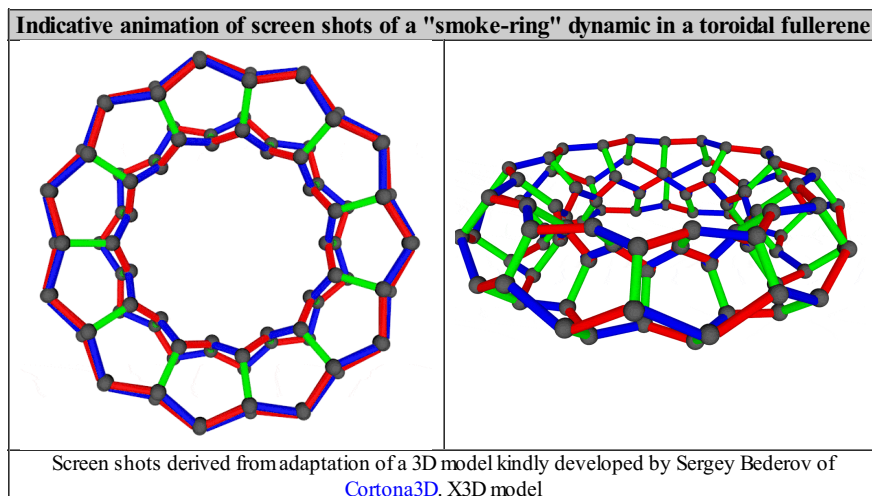 Indicative animation of screen shots of a "smoke-ring" dynamic in a toroidal fullerene
Screen shots derived from adaptation of a 3D model kindly developed by Sergey Bederov of
Cortona3D. X3D model